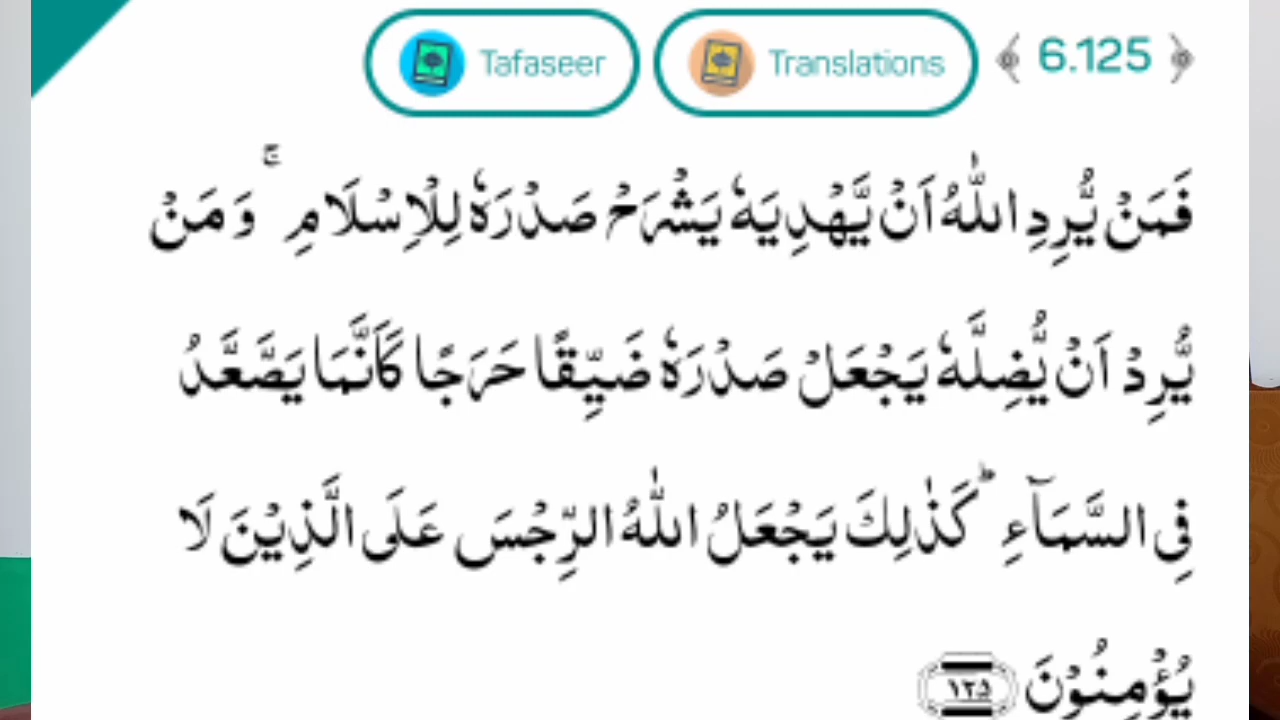 Tafaseer Translations ﴾ 6.125 ﴿
فَمَنۡ يُّرِدِ اللّٰهُ اَنۡ يَّهۡدِيَهٗ يَشۡرَحۡ صَدۡرَهٗ لِلۡاِسۡلَامِ‌ۚ وَمَنۡ
يُّرِدۡ اَنۡ يُّضِلَّهٗ يَجۡعَلۡ صَدۡرَهٗ ضَيِّقًا حَرَجًا كَاَنَّمَا يَصَّعَّدُ
فِى السَّمَآءِ‌ؕ كَذٰلِكَ يَجۡعَلُ اللّٰهُ الرِّجۡسَ عَلَى الَّذِيۡنَ لَا
يُؤۡمِنُوۡنَ ١٢٥